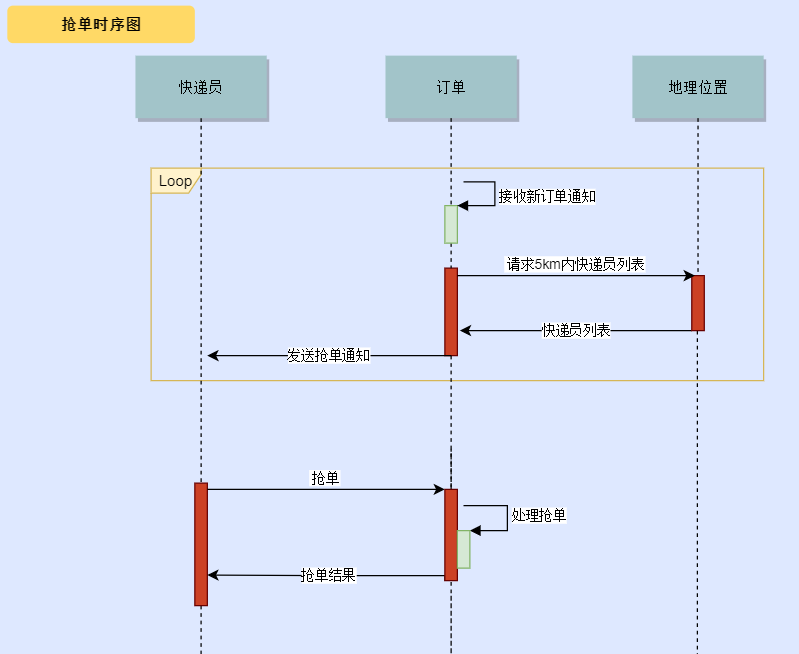 抢单时序图
快递员
订单
地理位置
Loop
接收新订单通知
请求5km内快递员列表
快递员列表
发送抢单通知
抢单
处理抢单
抢单结果